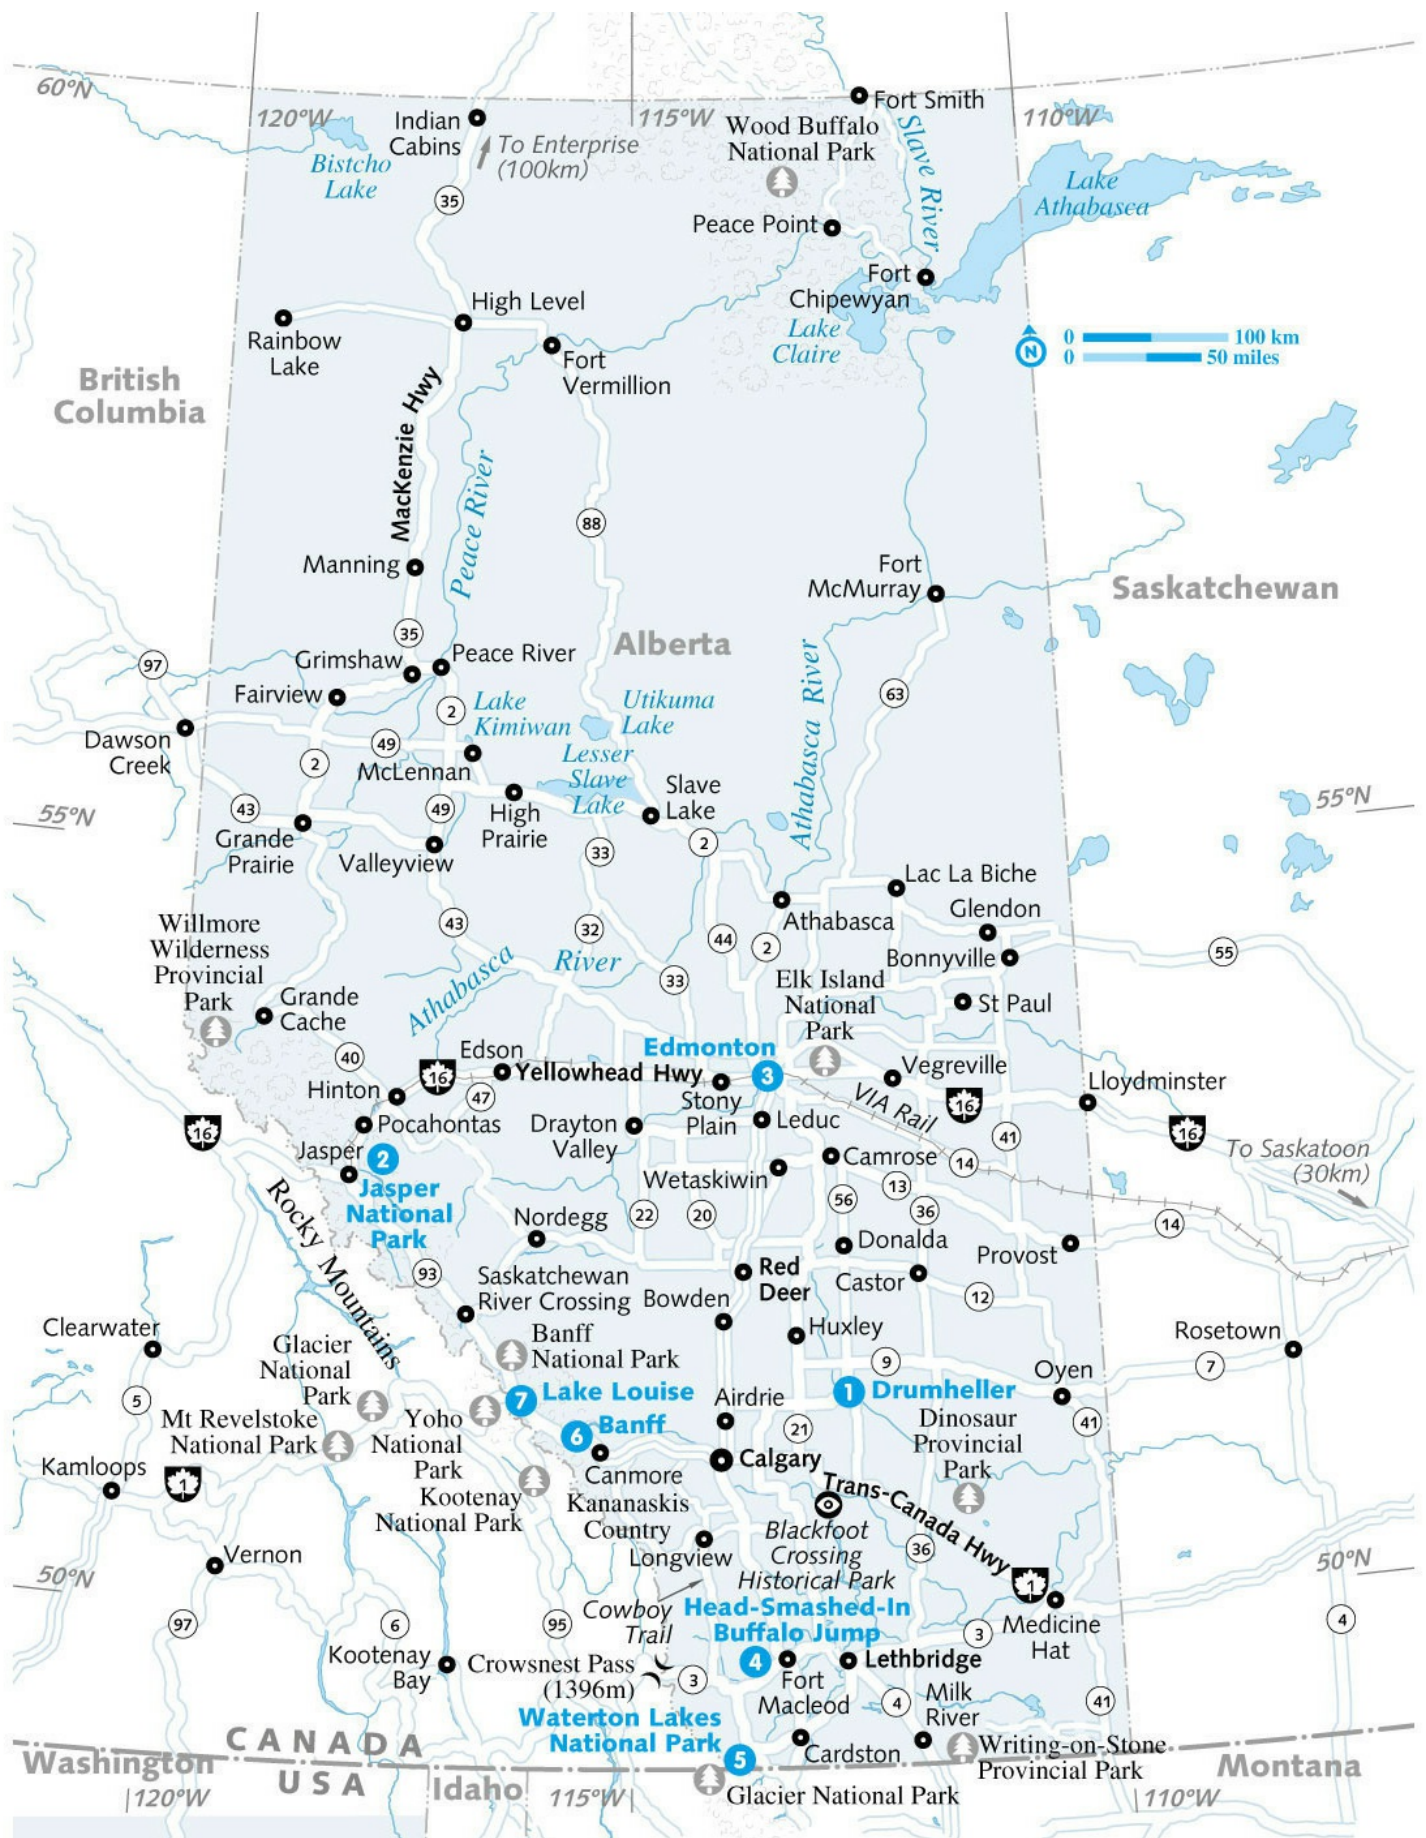 60°N
120°W
115°W
110°W
Fort Smith
Indian
Cabins
To Enterprise
(100km)
Wood Buffalo
National Park
Slave River
Bistcho
Lake
Lake
Athabasca
35
Peace Point
Fort
Chipewyan
High Level
Rainbow
Lake
Lake
Claire
0
100 km
N
0
50 miles
Fort
Vermillion
British
Columbia
MacKenzie Hwy
Peace River
88
Manning
Fort
McMurray
Saskatchewan
35
Alberta
97
Grimshaw
Peace River
Athabasca River
Fairview
63
Lake
Kimiwan
Utikuma
Lake
2
Dawson
Creek
49
2
McLennan
Lesser
Slave
Lake
Slave
Lake
55°N
55°N
43
49
High
Prairie
Grande
Prairie
Valleyview
33
2
Lac La Biche
Athabasca
Glendon
Willmore
Wilderness
Provincial
Park
43
32
44
2
Bonnyville
55
Athabasca
River
33
Elk Island
National
Park
St Paul
Grande
Cache
40
Edson
Edmonton
16
Yellowhead Hwy
3
Vegreville
Lloydminster
Hinton
47
Stony
Plain
VIA Rail
16
16
Pocahontas
Drayton
Valley
Leduc
16
41
To Saskatoon
(30km)
Jasper
2
Camrose
14
Wetaskiwin
13
Jasper
National
Park
56
36
22
20
14
Rocky Mountains
Nordegg
Donalda
Provost
93
Red
Deer
Castor
Saskatchewan
River Crossing
Bowden
12
Clearwater
Huxley
Rosetown
Glacier
National
Park
Banff
National Park
9
Oyen
7
5
7
Lake Louise
Airdrie
1
Drumheller
Mt Revelstoke
National Park
Yoho
National
Park
6
Banff
21
Dinosaur
Provincial
Park
41
Kamloops
1
Canmore
Calgary
Trans-Canada Hwy
Kootenay
National Park
Kananaskis
Country
Blackfoot
Crossing
Historical Park
Longview
36
Vernon
50°N
50°N
1
Cowboy
Trail
Head-Smashed-In
Buffalo Jump
97
6
95
3
Medicine
Hat
4
Kootenay
Bay
Crowsnest Pass
(1396m)
3
4
Fort
Macleod
Lethbridge
4
Milk
River
41
Waterton Lakes
National Park
CANADA
Cardston
Writing-on-Stone
Provincial Park
Washington
USA
Idaho
5
Montana
Glacier National Park
120°W
115°W
110°W